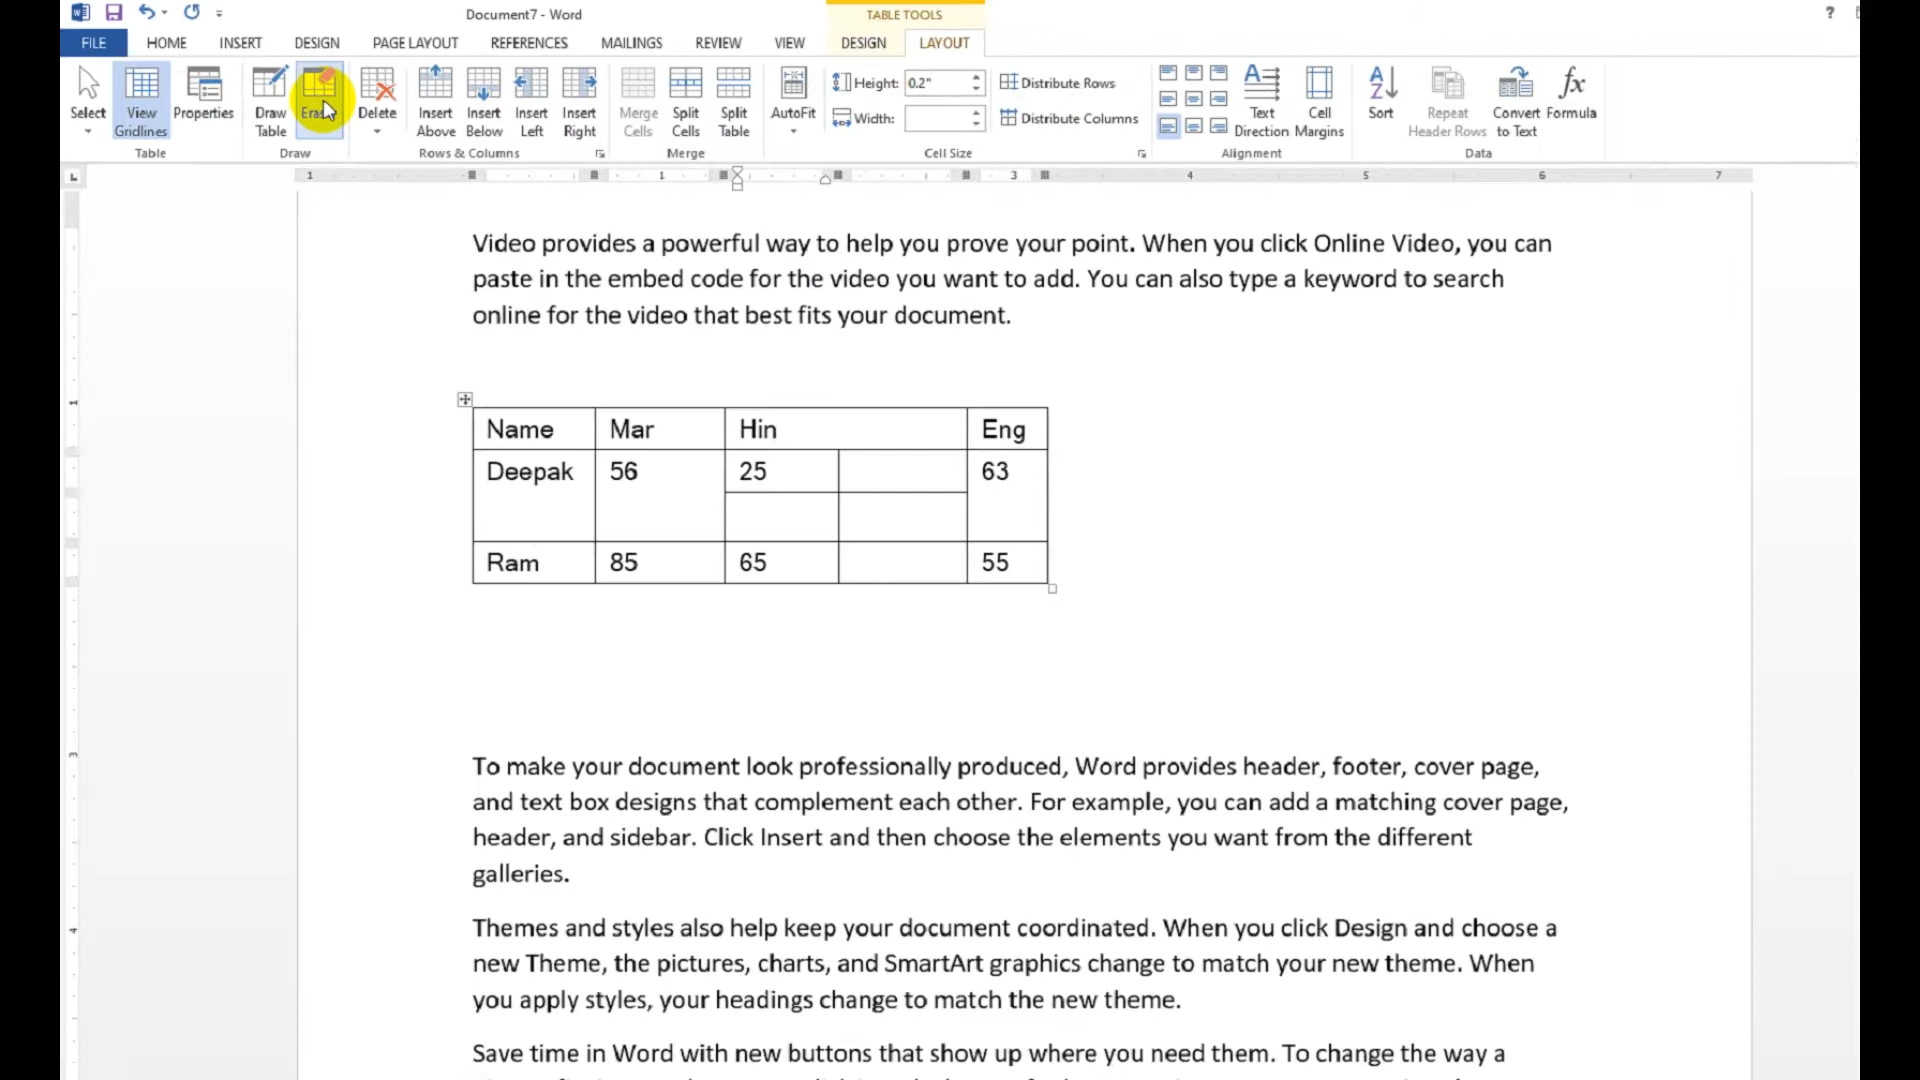 Document7 - Word
TABLE TOOLS
?
FILE HOME INSERT DESIGN PAGE LAYOUT REFERENCES MAILINGS REVIEW VIEW DESIGN LAYOUT
Select
View Gridlines
Properties
Table
Draw Table
Draw
Delete
Insert Above
Insert Below
Insert Left
Insert Right
Rows & Columns
Merge Cells
Split Cells
Split Table
Merge
AutoFit
Height: 0.2"
Width:
Distribute Rows
Distribute Columns
Cell Size
Text Direction
Cell Margins
Alignment
Sort
Repeat Header Rows
Convert to Text
Formula
Data
1 1 3 4 5 6 7
Video provides a powerful way to help you prove your point. When you click Online Video, you can
paste in the embed code for the video you want to add. You can also type a keyword to search
online for the video that best fits your document.
Name Mar Hin Eng
Deepak 56 25 63
Ram 85 65 55
1
3
4
To make your document look professionally produced, Word provides header, footer, cover page,
and text box designs that complement each other. For example, you can add a matching cover page,
header, and sidebar. Click Insert and then choose the elements you want from the different
galleries.
Themes and styles also help keep your document coordinated. When you click Design and choose a
new Theme, the pictures, charts, and SmartArt graphics change to match your new theme. When
you apply styles, your headings change to match the new theme.
Save time in Word with new buttons that show up where you need them. To change the way a